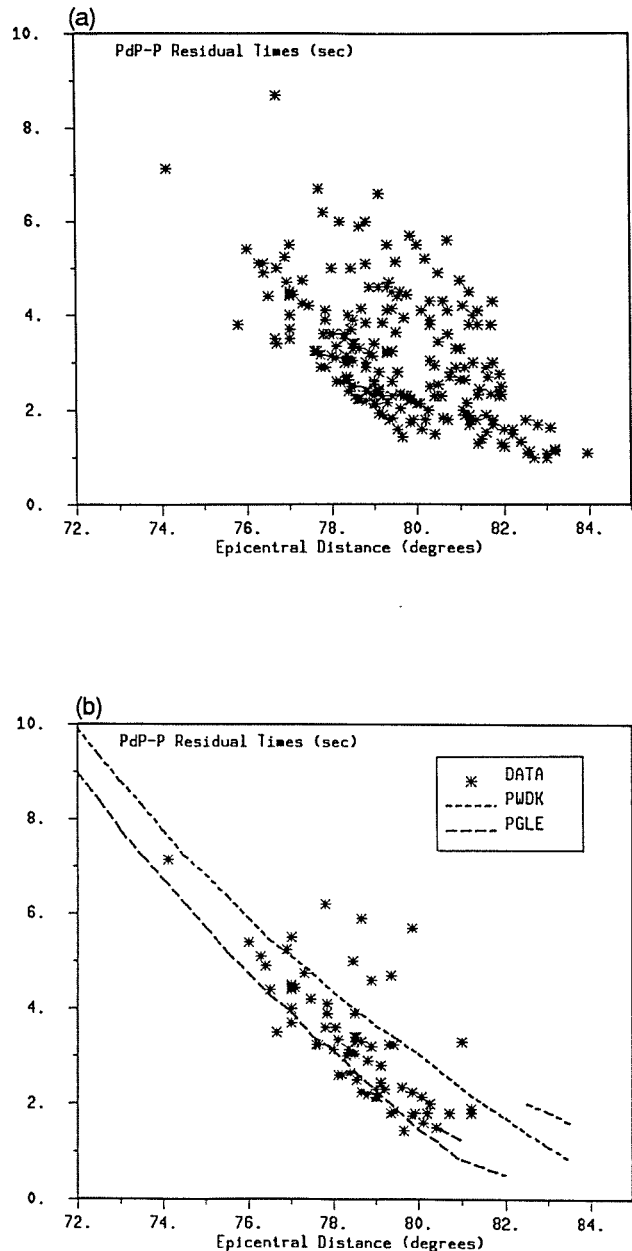 (a)
PdP-P Residual Times (sec)
10.
8.
6.
4.
2.
0.
72. 74. 76. 78. 80. 82. 84.
Epicentral Distance (degrees)
(b)
PdP-P Residual Times (sec)
10.
8.
6.
4.
2.
0.
DATA
PWDK
PGLE
72. 74. 76. 78. 80. 82. 84.
Epicentral Distance (degrees)